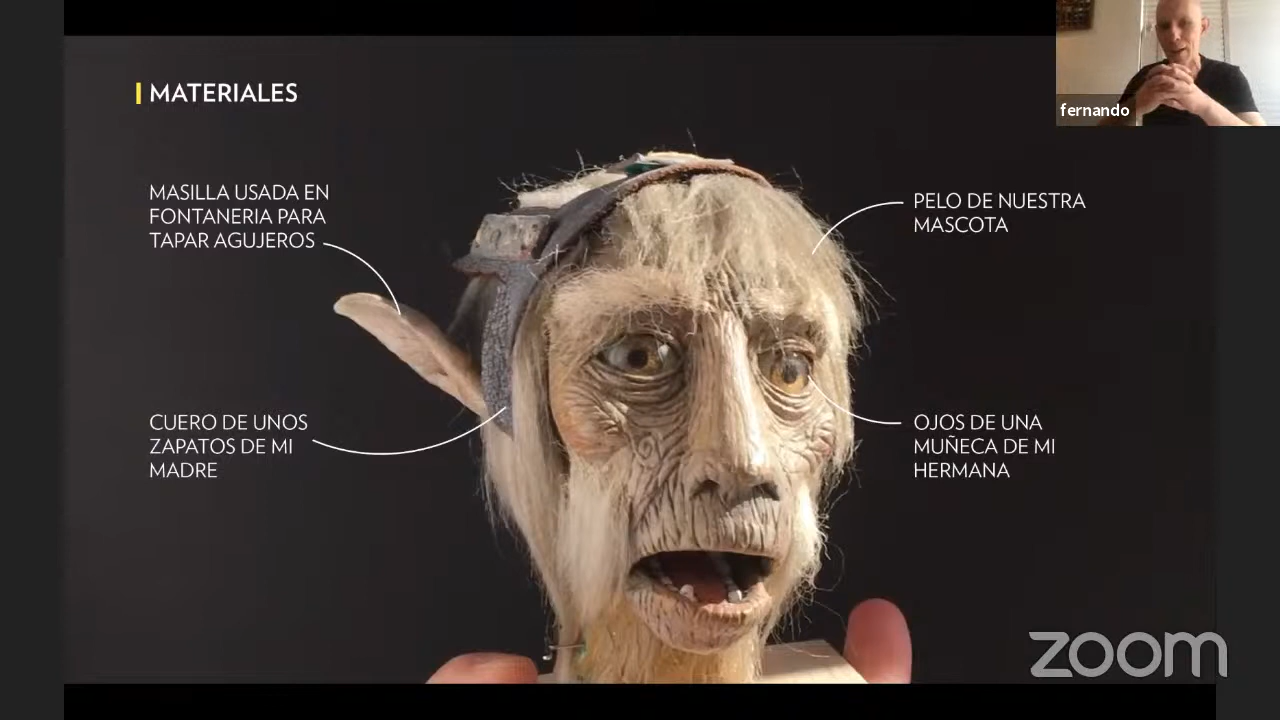 MATERIALES
MASILLA USADA EN
FONTANERIA PARA
TAPAR AGUJEROS
PELO DE NUESTRA
MASCOTA
CUERO DE UNOS
ZAPATOS DE MI
MADRE
OJOS DE UNA
MUÑECA DE MI
HERMANA
fernando
zoom